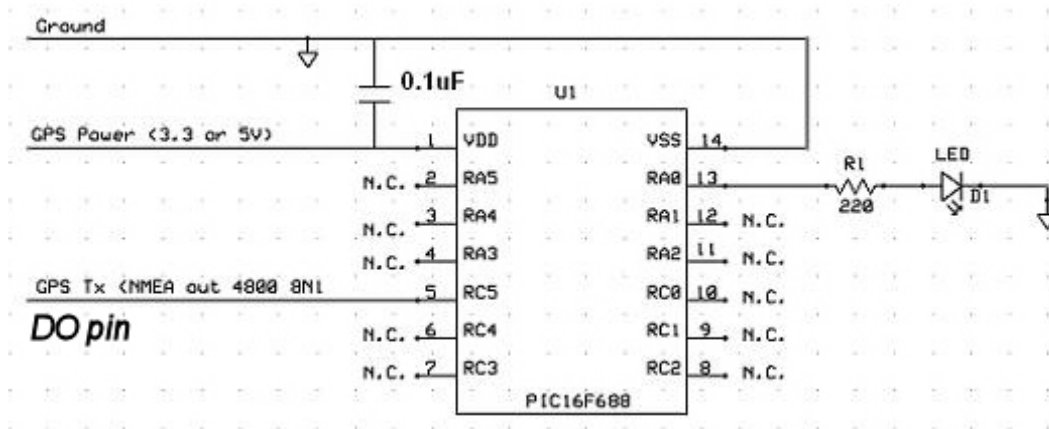 Ground
0.1uF
U1
GPS Power (3.3 or 5V)
1 VDD VSS 14
R1 LED
N.C. 2 RA5 RA0 13
220 D1
N.C. 3 RA4 RA1 12 N.C.
N.C. 4 RA3 RA2 11 N.C.
GPS Tx (NMEA out 4800 8N1
5 RC5 RC0 10 N.C.
DO pin
N.C. 6 RC4 RC1 9 N.C.
N.C. 7 RC3 RC2 8 N.C.
PIC16F688